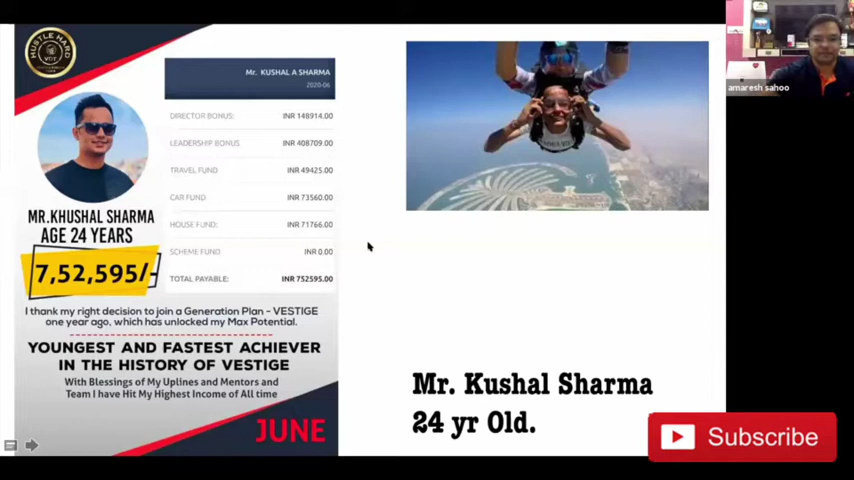 HUSTLE HARD
VGT
Mr. KUSHAL A SHARMA
2020-06
DIRECTOR BONUS: INR 148914.00
LEADERSHIP BONUS INR 408709.00
TRAVEL FUND INR 49425.00
CAR FUND INR 73560.00
HOUSE FUND: INR 71766.00
SCHEME FUND INR 0.00
TOTAL PAYABLE: INR 752595.00
MR.KHUSHAL SHARMA
AGE 24 YEARS
7,52,595/-
I thank my right decision to join a Generation Plan - VESTIGE
one year ago, which has unlocked my Max Potential.
YOUNGEST AND FASTEST ACHIEVER
IN THE HISTORY OF VESTIGE
With Blessings of My Uplines and Mentors and
Team I have Hit My Highest Income of All time
JUNE
Mr. Kushal Sharma
24 yr Old.
amaresh sahoo
Subscribe